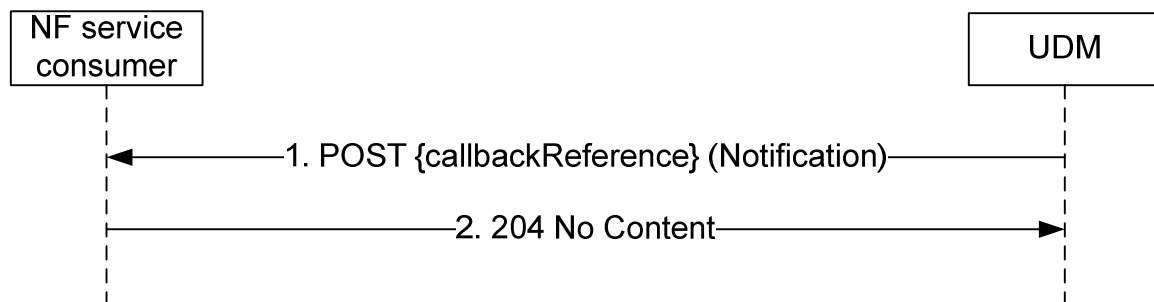 NF service
consumer
UDM
1. POST {callbackReference} (Notification)
2. 204 No Content